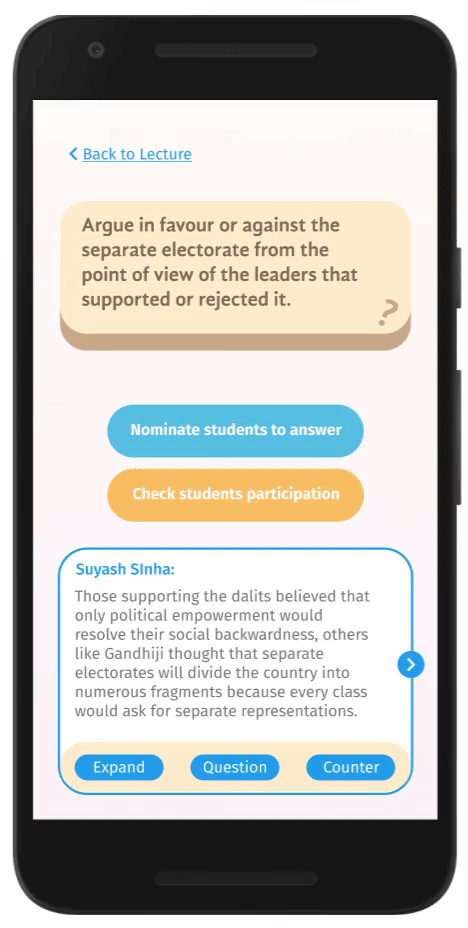 Back to Lecture
Argue in favour or against the
separate electorate from the
point of view of the leaders that
supported or rejected it.
?
Nominate students to answer
Check students participation
Suyash SInha:
Those supporting the dalits believed that
only political empowerment would
resolve their social backwardness, others
like Gandhiji thought that separate
electorates will divide the country into
numerous fragments because every class
would ask for separate representations.
Expand Question Counter